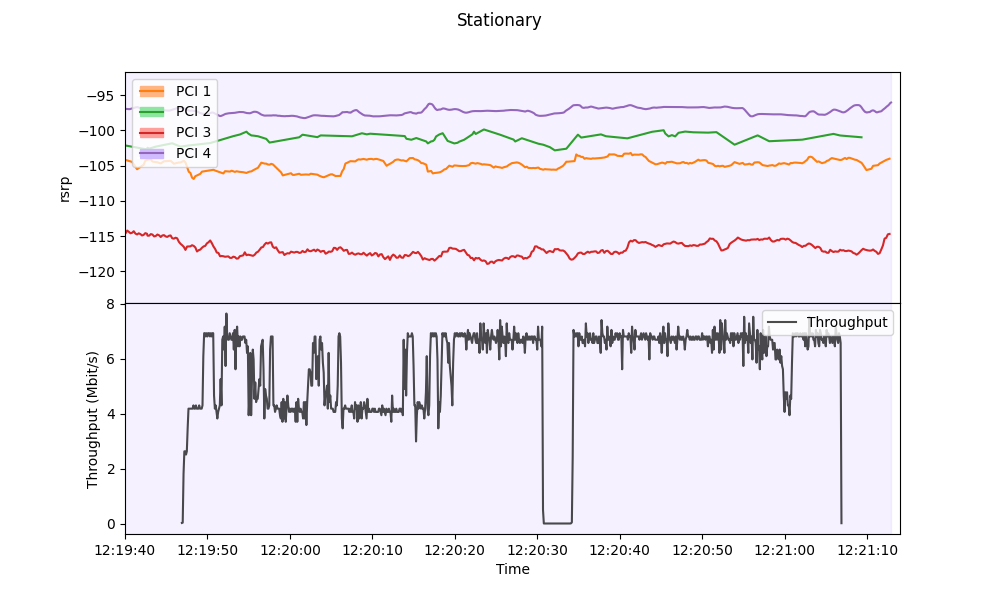 Stationary
−95
−100
−105
−110
−115
−120
rsrp
PCI 1
PCI 2
PCI 3
PCI 4
8
6
4
2
0
Throughput (Mbit/s)
Throughput
12:19:40 12:19:50 12:20:00 12:20:10 12:20:20 12:20:30 12:20:40 12:20:50 12:21:00 12:21:10
Time